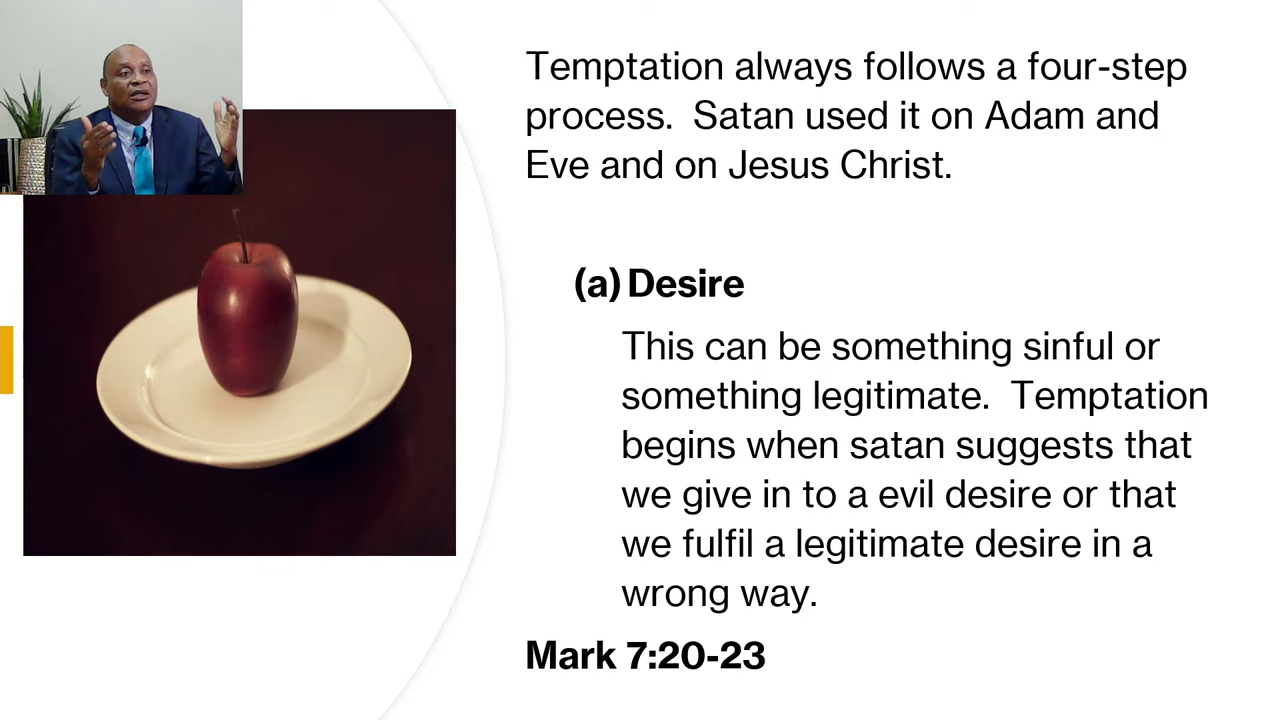 Temptation always follows a four-step
process.  Satan used it on Adam and
Eve and on Jesus Christ.
(a) Desire
This can be something sinful or
something legitimate.  Temptation
begins when satan suggests that
we give in to a evil desire or that
we fulfil a legitimate desire in a
wrong way.
Mark 7:20-23